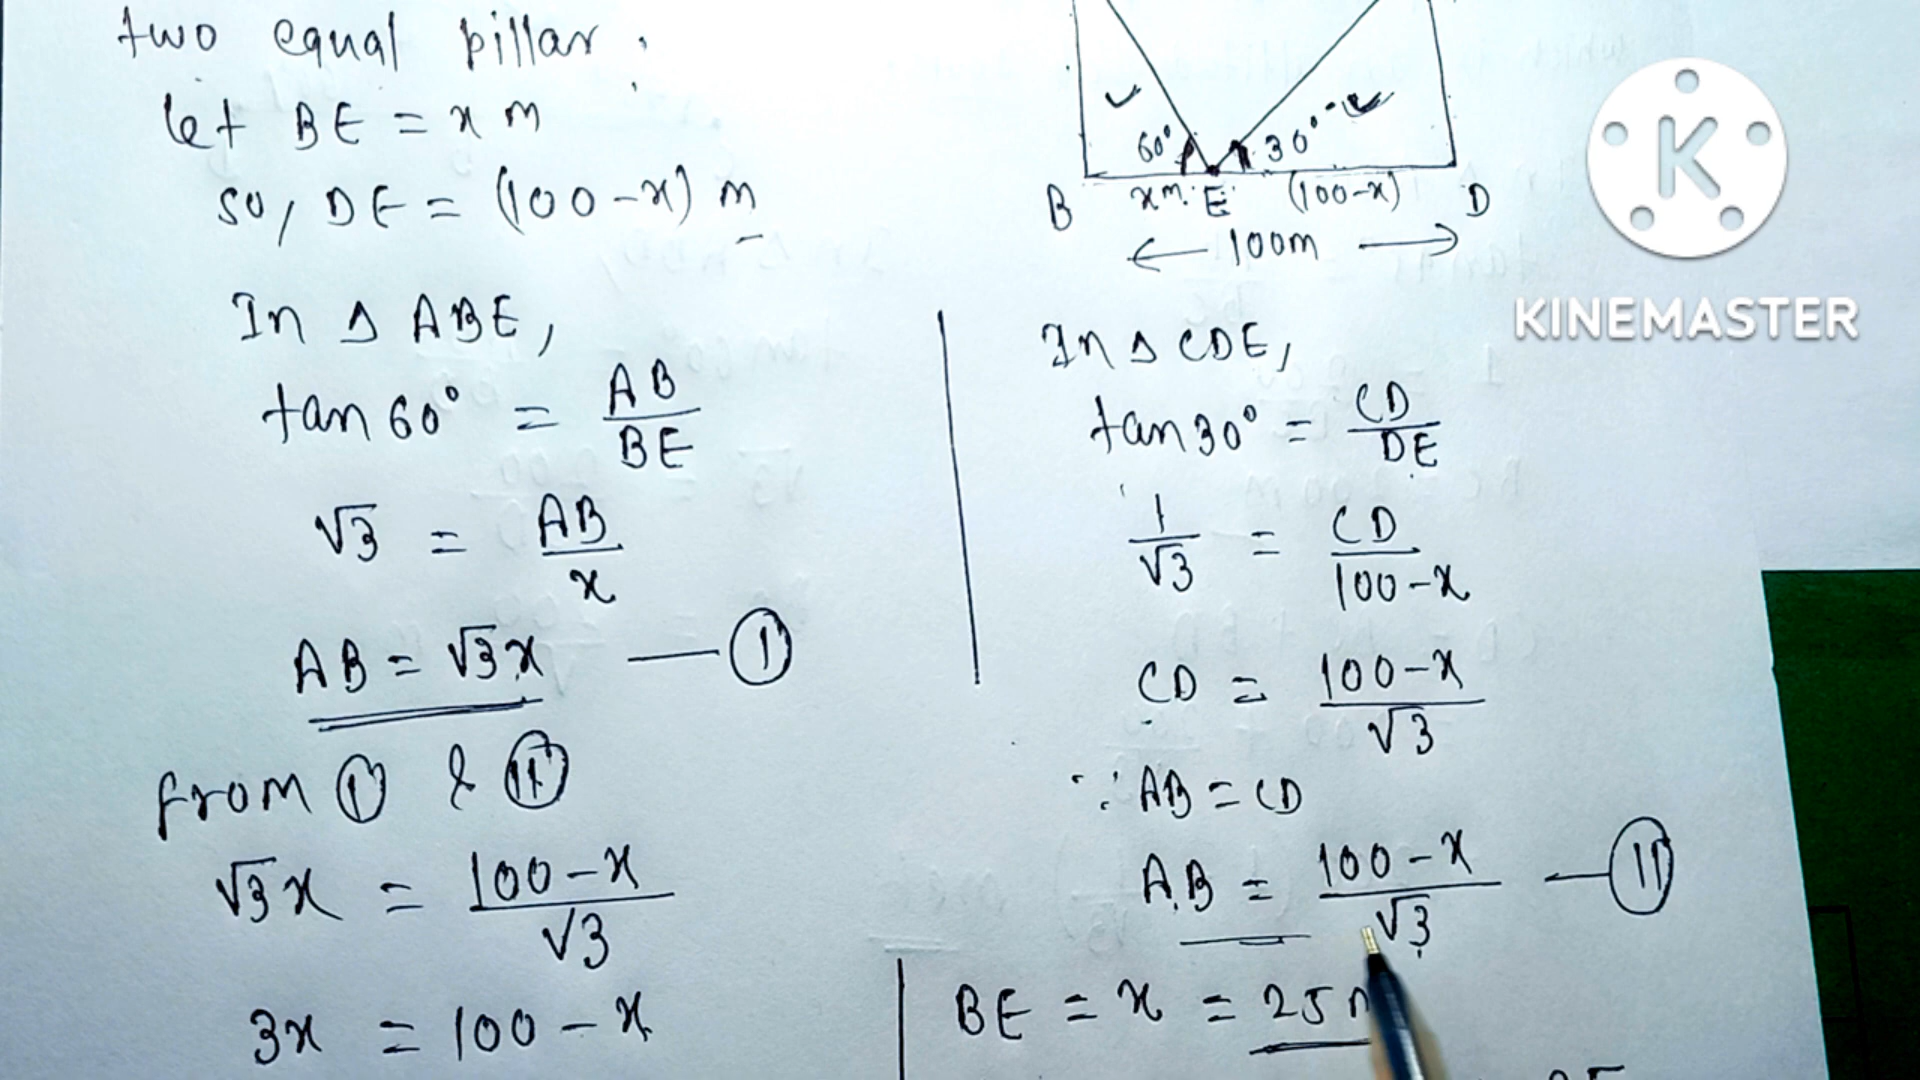 two equal pillar.
let BE = x m
so, DE = (100-x) m
In Δ ABE,
tan 60° = AB/BE
√3 = AB/x
AB = √3x — (I)
from (I) & (II)
√3x = 100-x/√3
3x = 100 - x
60° 30°
B x m. E (100-x) D
100m
In Δ CDE,
tan 30° = CD/DE
1/√3 = CD/100-x
CD = 100-x/√3
∵ AB = CD
AB = 100-x/√3 — (II)
BE = x = 25
K
KINEMASTER